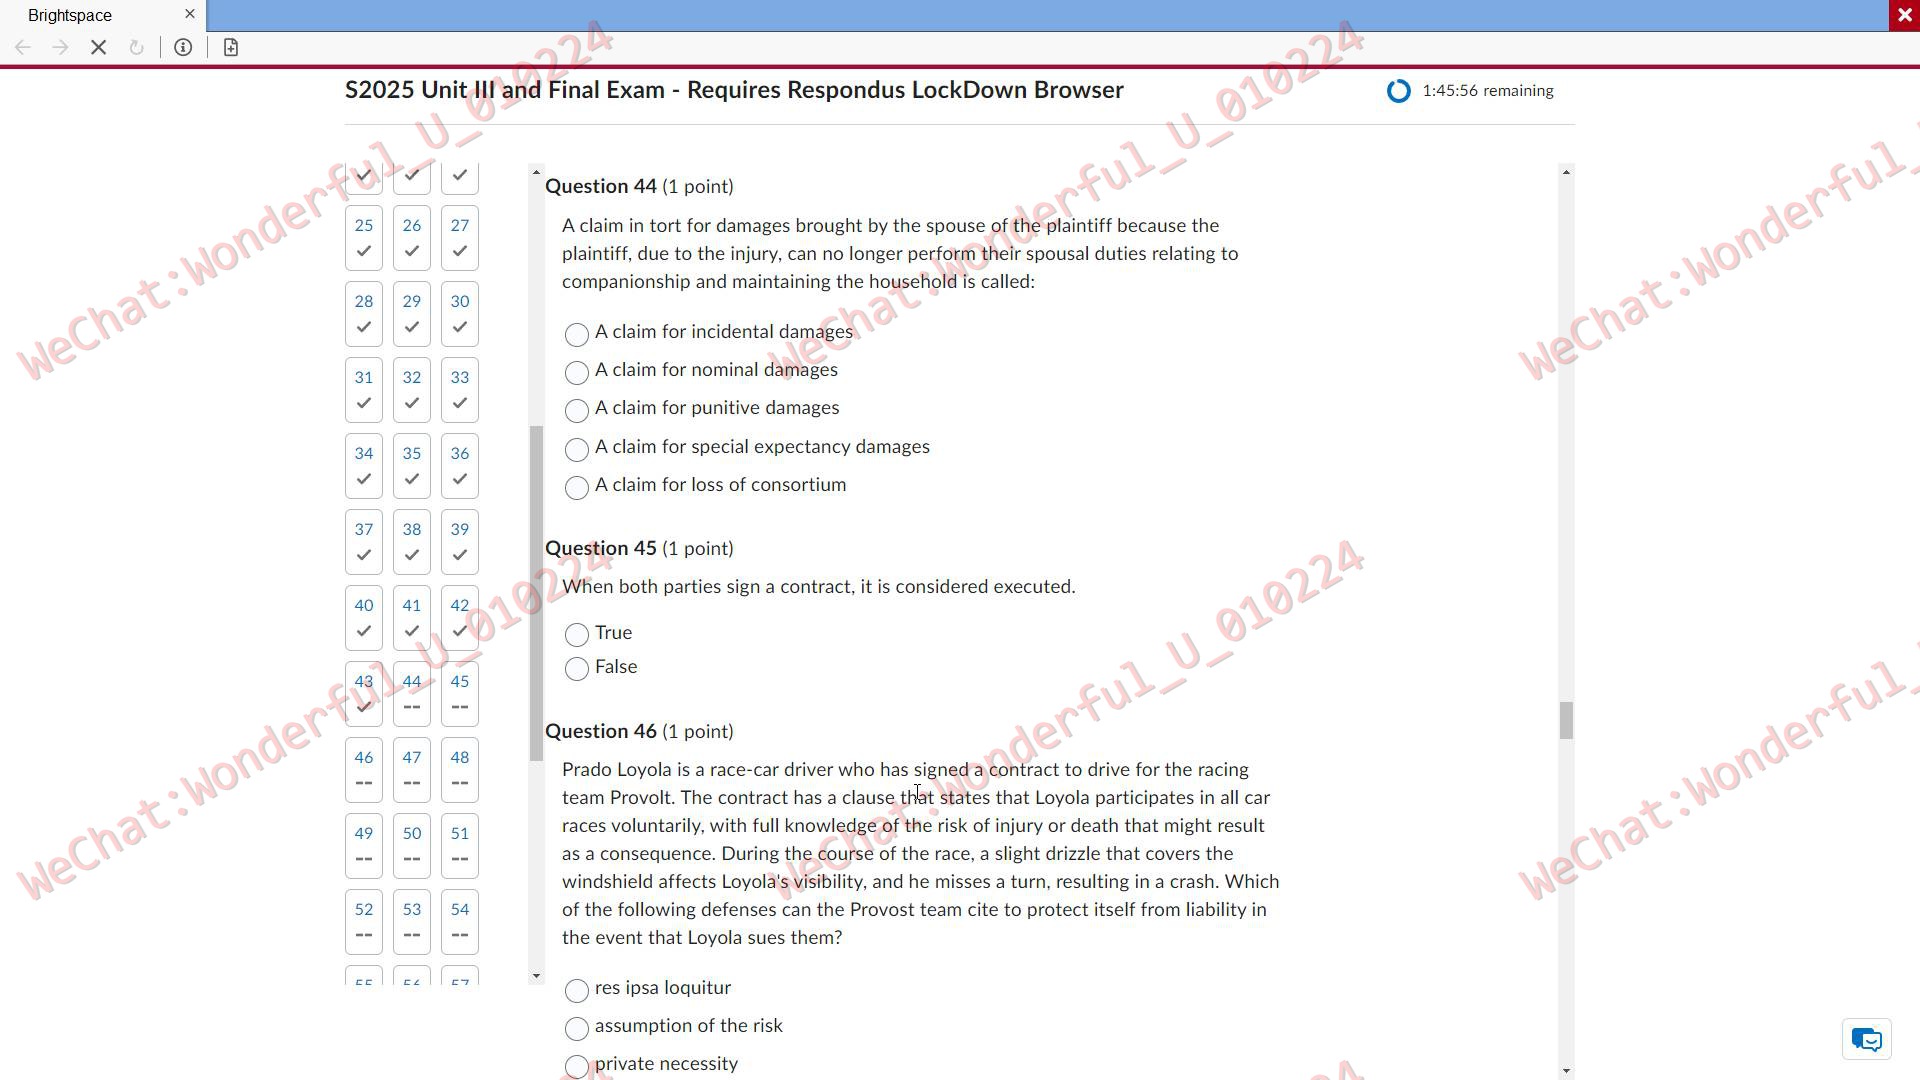 Brightspace
S2025 Unit III and Final Exam - Requires Respondus LockDown Browser
1:45:56 remaining
25 26 27
28 29 30
31 32 33
34 35 36
37 38 39
40 41 42
43 44 45
-- --
46 47 48
-- -- --
49 50 51
-- -- --
52 53 54
-- -- --
55 56 57
Question 44 (1 point)
A claim in tort for damages brought by the spouse of the plaintiff because the
plaintiff, due to the injury, can no longer perform their spousal duties relating to
companionship and maintaining the household is called:
A claim for incidental damages
A claim for nominal damages
A claim for punitive damages
A claim for special expectancy damages
A claim for loss of consortium
Question 45 (1 point)
When both parties sign a contract, it is considered executed.
True
False
Question 46 (1 point)
Prado Loyola is a race-car driver who has signed a contract to drive for the racing
team Provolt. The contract has a clause that states that Loyola participates in all car
races voluntarily, with full knowledge of the risk of injury or death that might result
as a consequence. During the course of the race, a slight drizzle that covers the
windshield affects Loyola's visibility, and he misses a turn, resulting in a crash. Which
of the following defenses can the Provost team cite to protect itself from liability in
the event that Loyola sues them?
res ipsa loquitur
assumption of the risk
private necessity
WeChat:Wonderful_U_010224
WeChat:Wonderful_U_010224
WeChat:Wonderful_
WeChat:Wonderful_U_010224
WeChat:Wonderful_U_010224
WeChat:Wonderful_